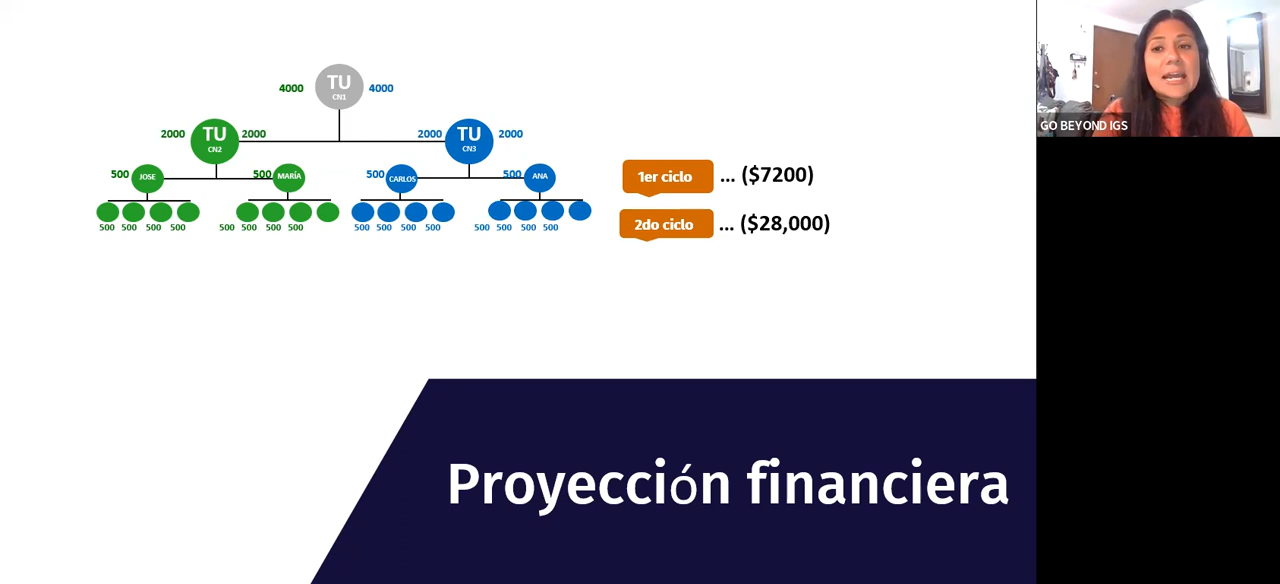 TU
CN1
4000
4000
TU
CN2
2000
2000
TU
CN3
2000
2000
500 JOSE
500 MARÍA
500 CARLOS
500 ANA
500 500 500 500
500 500 500 500
500 500 500 500
500 500 500 500
1er ciclo ... ($7200)
2do ciclo ... ($28,000)
Proyección financiera
GO BEYOND IGS